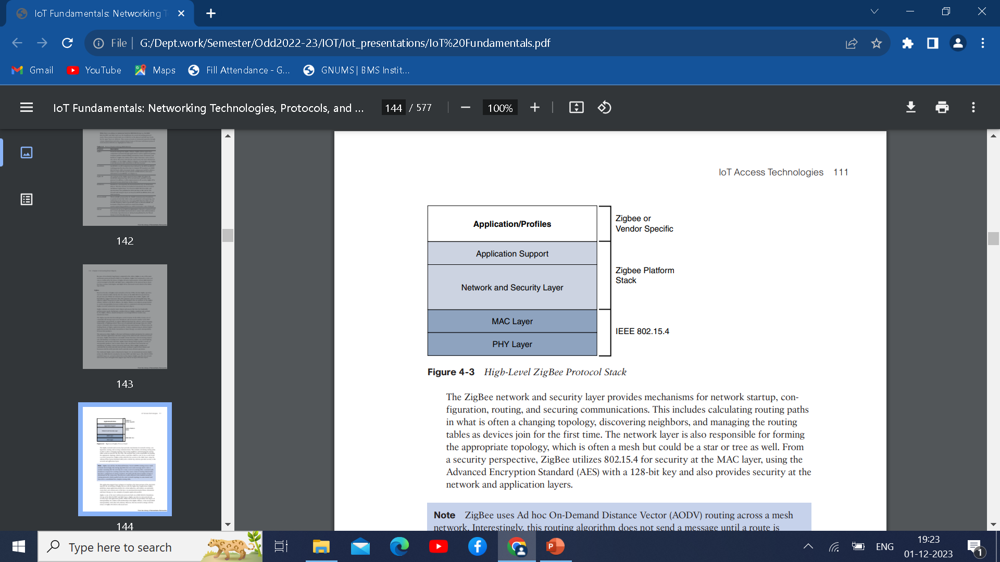 IoT Fundamentals: Networking T
File
G:/Dept.work/Semester/Odd2022-23/IOT/Iot_presentations/IoT%20Fundamentals.pdf
Gmail
YouTube
Maps
Fill Attendance - G...
GNUMS | BMS Instit...
IoT Fundamentals: Networking Technologies, Protocols, and ...
144 / 577
100%
142
143
144
IoT Access Technologies 111
Application/Profiles
Zigbee or
Vendor Specific
Application Support
Network and Security Layer
Zigbee Platform
Stack
MAC Layer
PHY Layer
IEEE 802.15.4
Figure 4-3 High-Level ZigBee Protocol Stack
The ZigBee network and security layer provides mechanisms for network startup, con-
figuration, routing, and securing communications. This includes calculating routing paths
in what is often a changing topology, discovering neighbors, and managing the routing
tables as devices join for the first time. The network layer is also responsible for forming
the appropriate topology, which is often a mesh but could be a star or tree as well. From
a security perspective, ZigBee utilizes 802.15.4 for security at the MAC layer, using the
Advanced Encryption Standard (AES) with a 128-bit key and also provides security at the
network and application layers.
Note ZigBee uses Ad hoc On-Demand Distance Vector (AODV) routing across a mesh
network. Interestingly, this routing algorithm does not send a message until a route is
Type here to search
ENG
19:23
01-12-2023
1